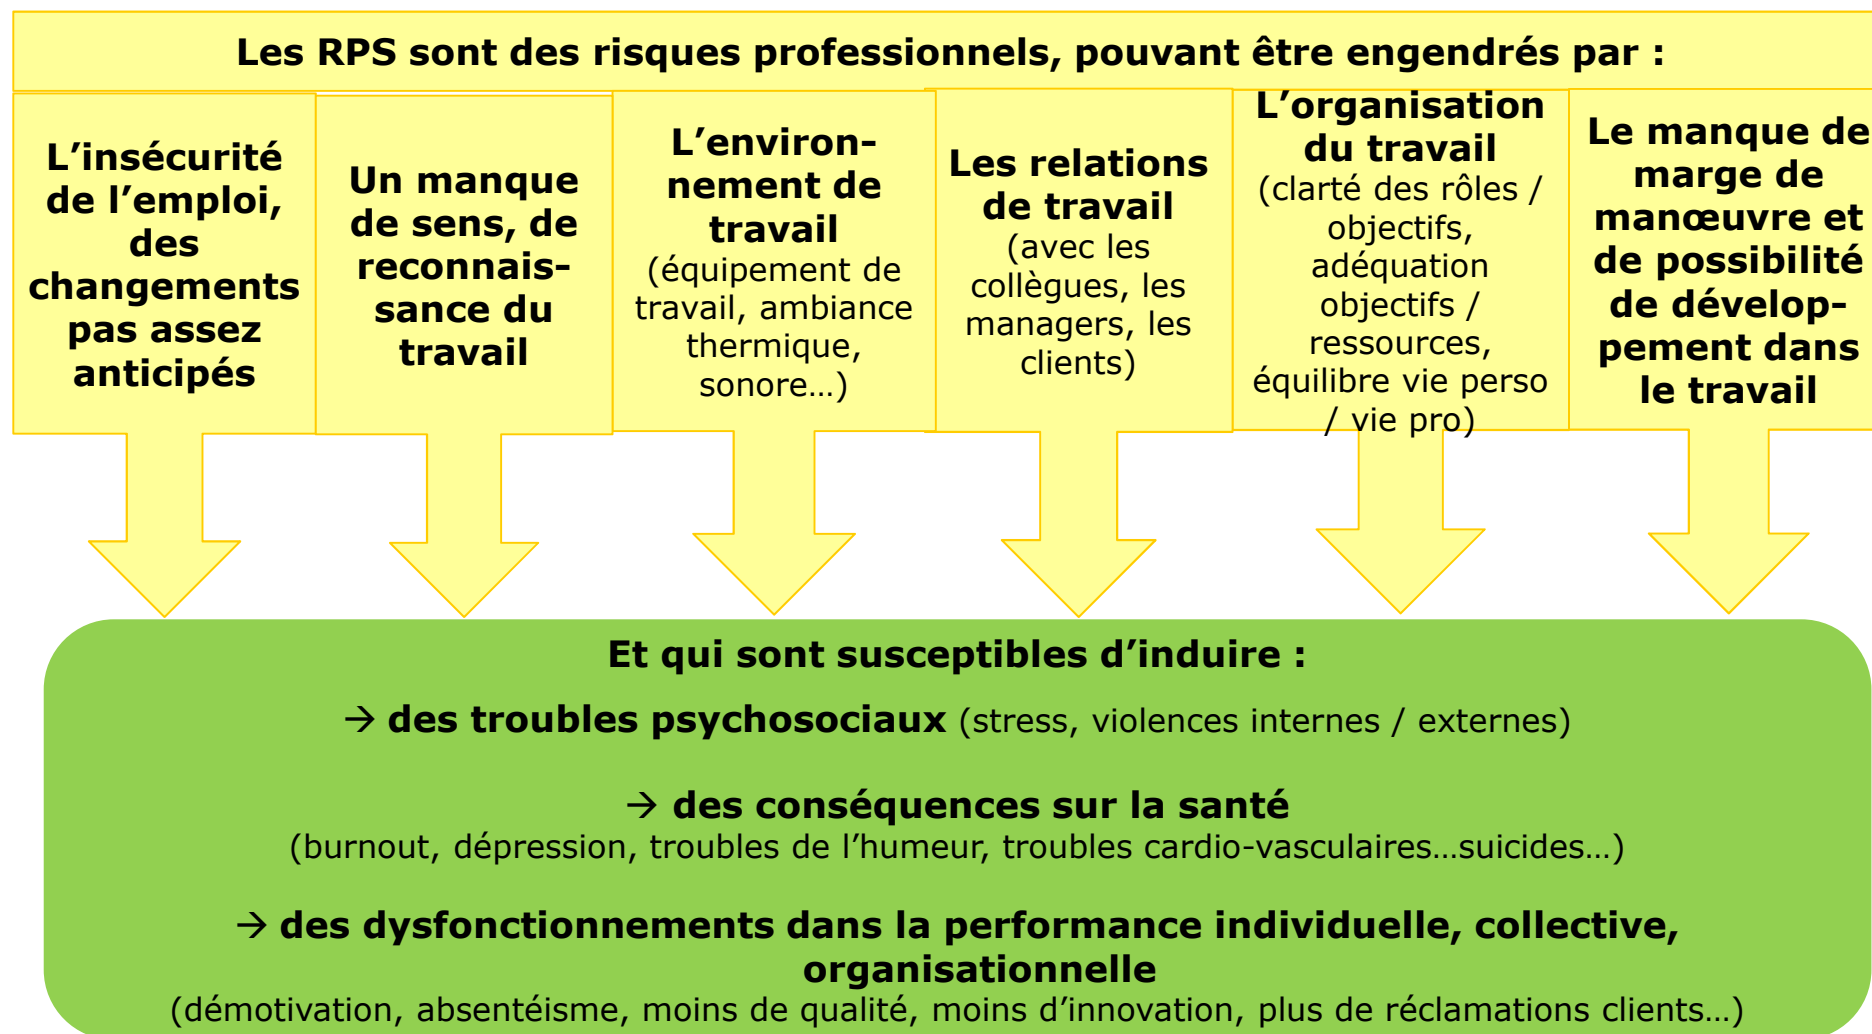 Les RPS sont des risques professionnels, pouvant être engendrés par :
L’insécurité
de l’emploi,
des
changements
pas assez
anticipés
Un manque
de sens, de
reconnais-
sance du
travail
L’environ-
nement de
travail
(équipement de
travail, ambiance
thermique,
sonore…)
Les relations
de travail
(avec les
collègues, les
managers, les
clients)
L’organisation
du travail
(clarté des rôles /
objectifs,
adéquation
objectifs /
ressources,
équilibre vie perso
/ vie pro)
Le manque de
marge de
manœuvre et
de possibilité
de dévelop-
pement dans
le travail
Et qui sont susceptibles d’induire :
→ des troubles psychosociaux (stress, violences internes / externes)
→ des conséquences sur la santé
(burnout, dépression, troubles de l’humeur, troubles cardio-vasculaires…suicides…)
→ des dysfonctionnements dans la performance individuelle, collective,
organisationnelle
(démotivation, absentéisme, moins de qualité, moins d’innovation, plus de réclamations clients…)